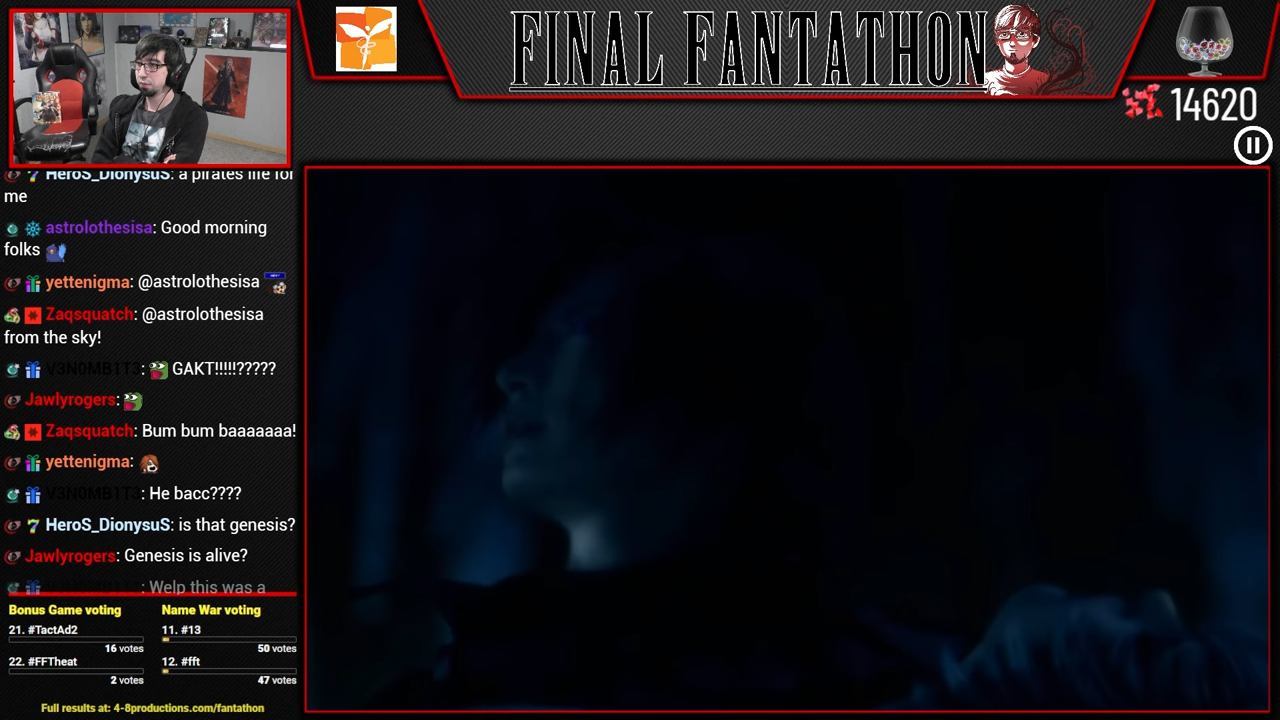 FINAL FANTATHON
14620
HeroS_DionysuS: a pirates life for
me
astrolothesisa: Good morning
folks
yettenigma: @astrolothesisa
Zaqsquatch: @astrolothesisa
from the sky!
V3N0MB1T3: GAKT!!!!!?????
Jawlyrogers:
Zaqsquatch: Bum bum baaaaaaa!
yettenigma:
V3N0MB1T3: He bacc????
HeroS_DionysuS: is that genesis?
Jawlyrogers: Genesis is alive?
: Welp this was a
Bonus Game voting
21. #TactAd2
16 votes
22. #FFTheat
2 votes
Name War voting
11. #13
50 votes
12. #fft
47 votes
Full results at: 4-8productions.com/fantathon